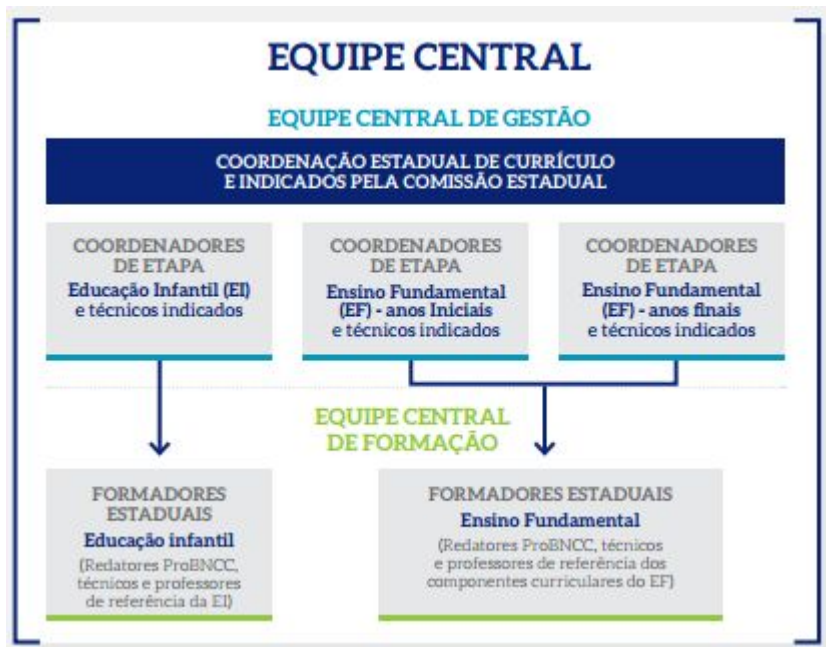 EQUIPE CENTRAL
EQUIPE CENTRAL DE GESTÃO
COORDENAÇÃO ESTADUAL DE CURRÍCULO
E INDICADOS PELA COMISSÃO ESTADUAL
COORDENADORES
DE ETAPA
Educação Infantil (EI)
e técnicos indicados
COORDENADORES
DE ETAPA
Ensino Fundamental
(EF) - anos Iniciais
e técnicos indicados
COORDENADORES
DE ETAPA
Ensino Fundamental
(EF) - anos finais
e técnicos indicados
EQUIPE CENTRAL
DE FORMAÇÃO
FORMADORES
ESTADUAIS
Educação infantil
(Redatores ProBNCC,
técnicos e professores
de referência da EI)
FORMADORES ESTADUAIS
Ensino Fundamental
(Redatores ProBNCC, técnicos
e professores de referência dos
componentes curriculares do EF)